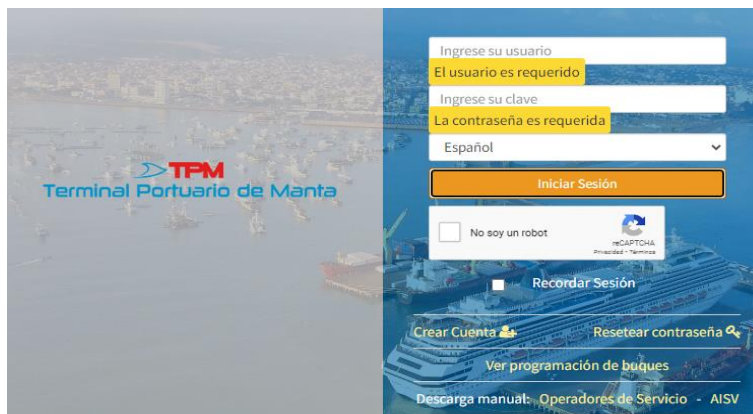 TPM
Terminal Portuario de Manta
Ingrese su usuario
El usuario es requerido
Ingrese su clave
La contraseña es requerida
Español
Iniciar Sesión
No soy un robot
reCAPTCHA
Privacidad - Términos
Recordar Sesión
Crear Cuenta Resetear contraseña
Ver programación de buques
Descarga manual: Operadores de Servicio - AISV